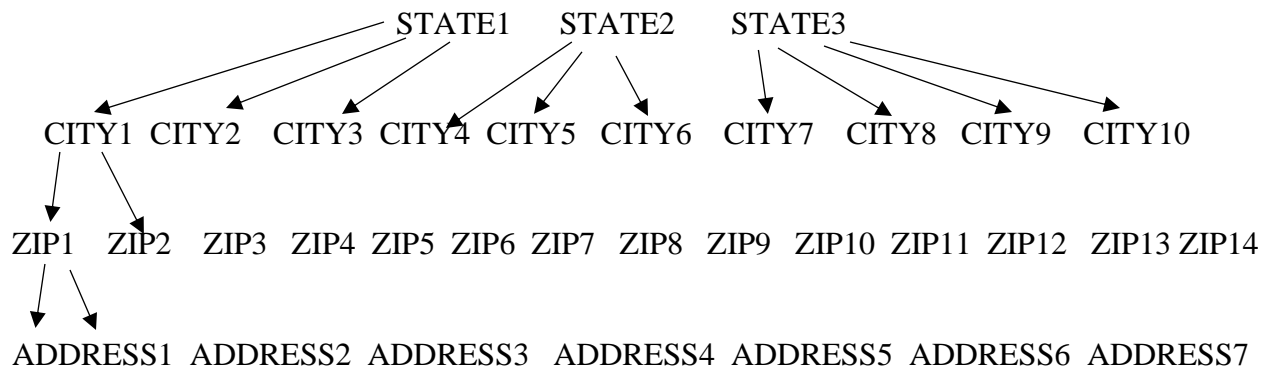 STATE1 STATE2 STATE3
CITY1 CITY2 CITY3 CITY4 CITY5 CITY6 CITY7 CITY8 CITY9 CITY10
ZIP1 ZIP2 ZIP3 ZIP4 ZIP5 ZIP6 ZIP7 ZIP8 ZIP9 ZIP10 ZIP11 ZIP12 ZIP13 ZIP14
ADDRESS1 ADDRESS2 ADDRESS3 ADDRESS4 ADDRESS5 ADDRESS6 ADDRESS7